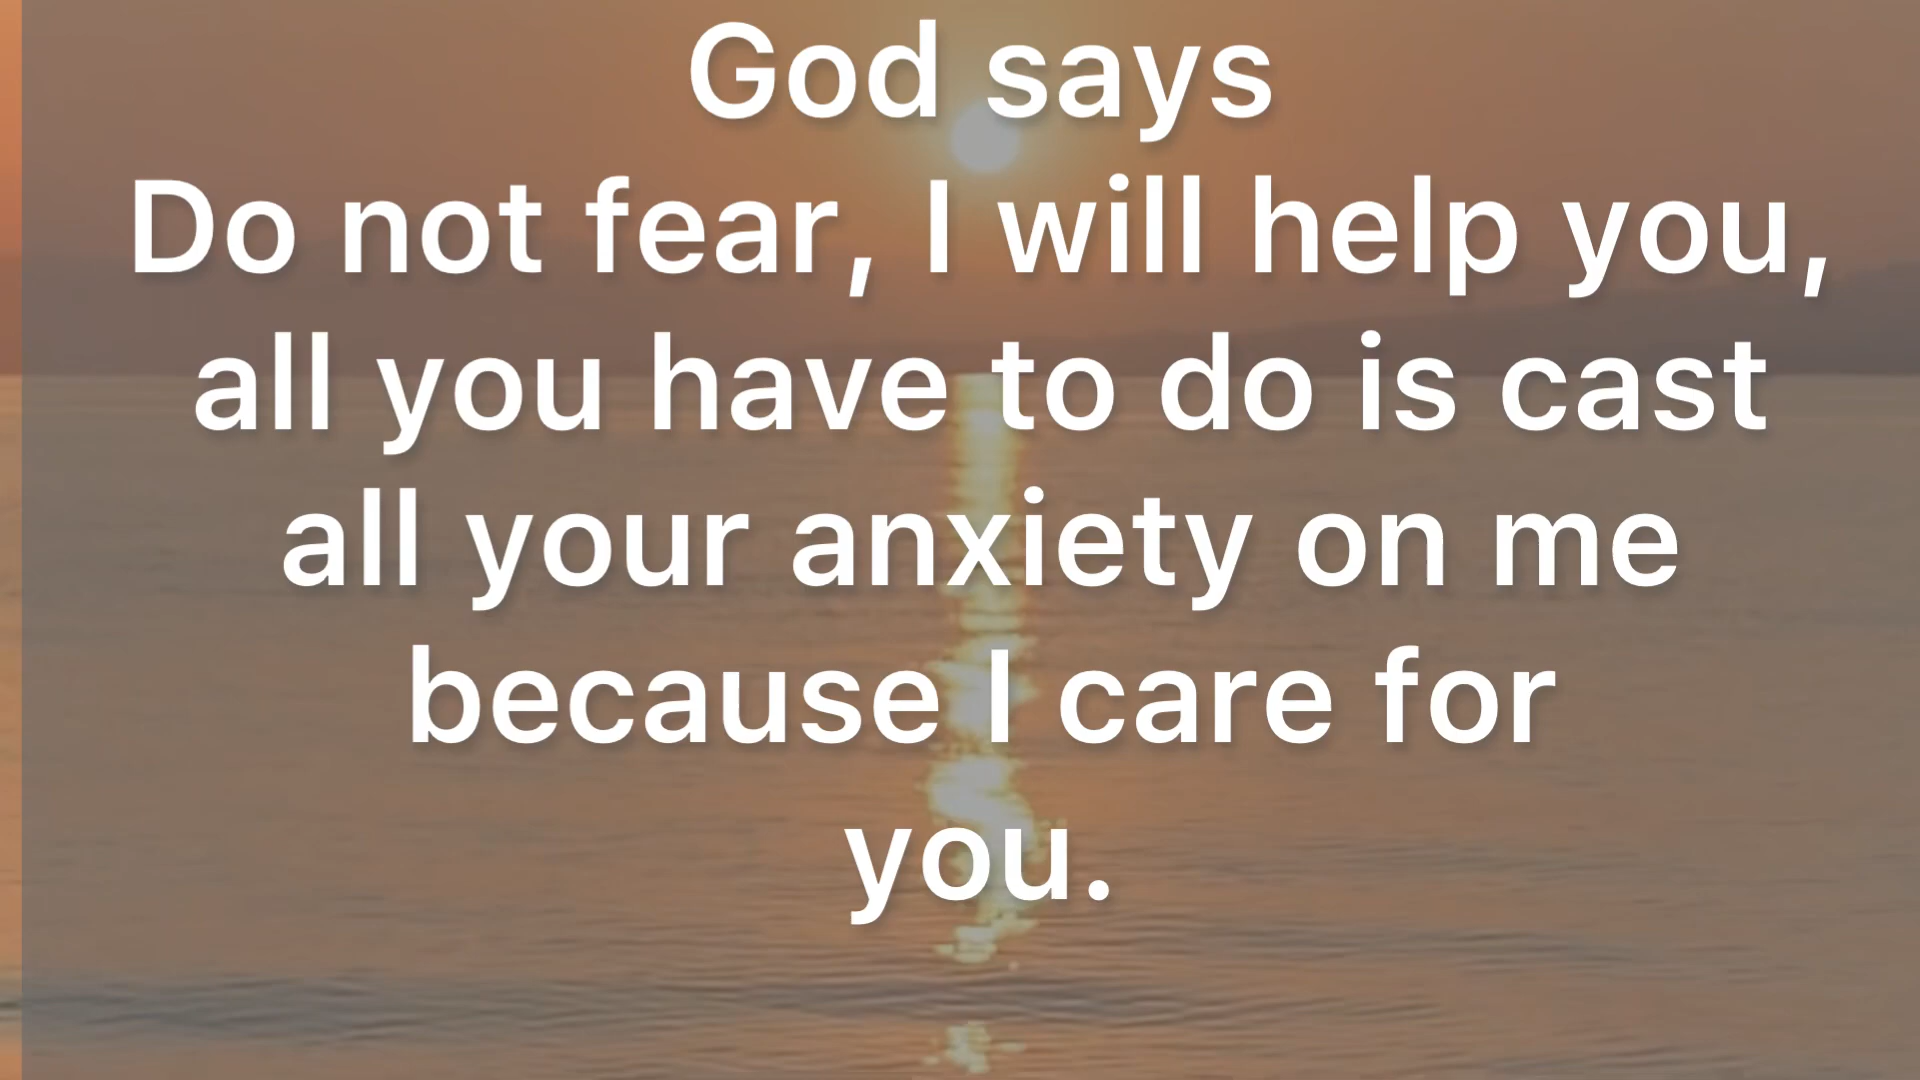 God says
Do not fear, I will help you,
all you have to do is cast
all your anxiety on me
because I care for
you.